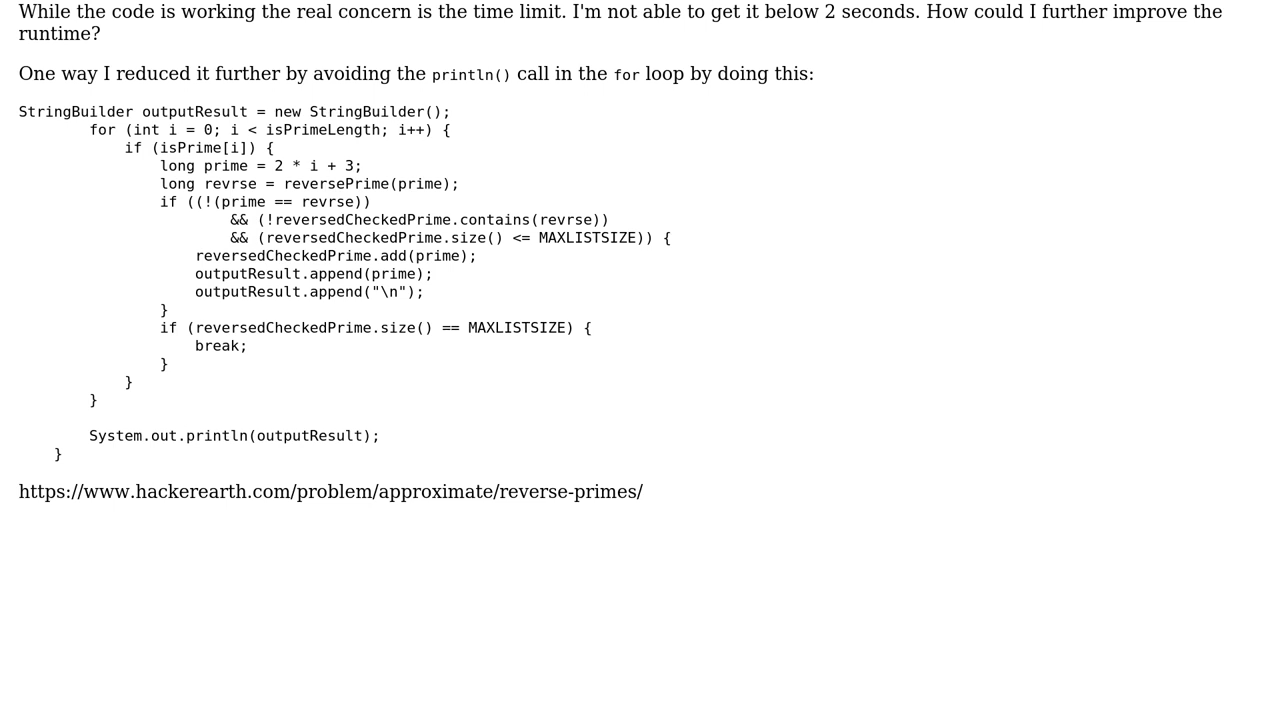 While the code is working the real concern is the time limit. I'm not able to get it below 2 seconds. How could I further improve the
runtime?
One way I reduced it further by avoiding the println() call in the for loop by doing this:
StringBuilder outputResult = new StringBuilder();
        for (int i = 0; i < isPrimeLength; i++) {
            if (isPrime[i]) {
                long prime = 2 * i + 3;
                long revrse = reversePrime(prime);
                if ((!(prime == revrse))
                        && (!reversedCheckedPrime.contains(revrse))
                        && (reversedCheckedPrime.size() <= MAXLISTSIZE)) {
                    reversedCheckedPrime.add(prime);
                    outputResult.append(prime);
                    outputResult.append("\n");
                }
                if (reversedCheckedPrime.size() == MAXLISTSIZE) {
                    break;
                }
            }
        }
        System.out.println(outputResult);
    }
https://www.hackerearth.com/problem/approximate/reverse-primes/